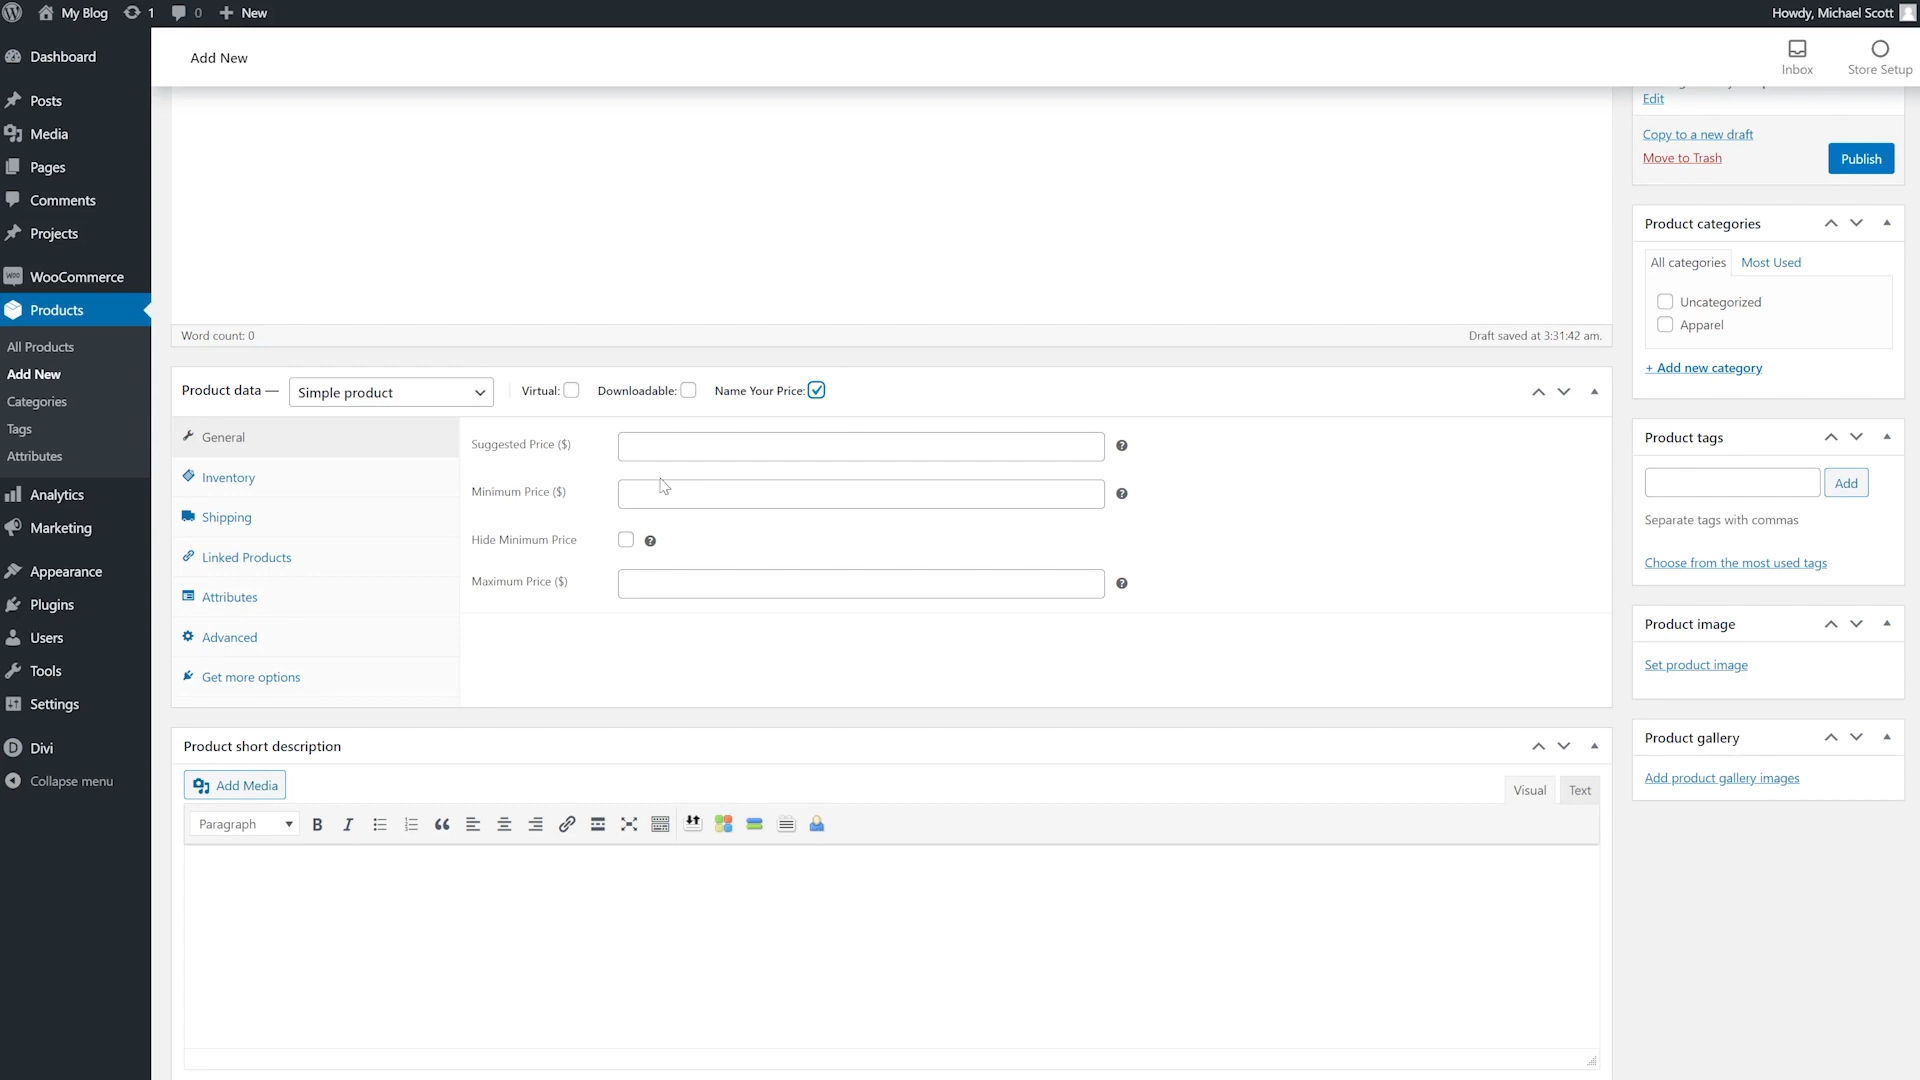 My Blog
1
0
New
Howdy, Michael Scott
Dashboard
Posts
Media
Pages
Comments
Projects
WooCommerce
Products
All Products
Add New
Categories
Tags
Attributes
Analytics
Marketing
Appearance
Plugins
Users
Tools
Settings
Divi
Collapse menu
Add New
Inbox
Store Setup
Word count: 0
Draft saved at 3:31:42 am.
Product data —
Simple product
Virtual:
Downloadable:
Name Your Price:
General
Inventory
Shipping
Linked Products
Attributes
Advanced
Get more options
Suggested Price ($)
Minimum Price ($)
Hide Minimum Price
Maximum Price ($)
Product short description
Add Media
Visual
Text
Paragraph
Edit
Copy to a new draft
Move to Trash
Publish
Product categories
All categories
Most Used
Uncategorized
Apparel
+ Add new category
Product tags
Add
Separate tags with commas
Choose from the most used tags
Product image
Set product image
Product gallery
Add product gallery images